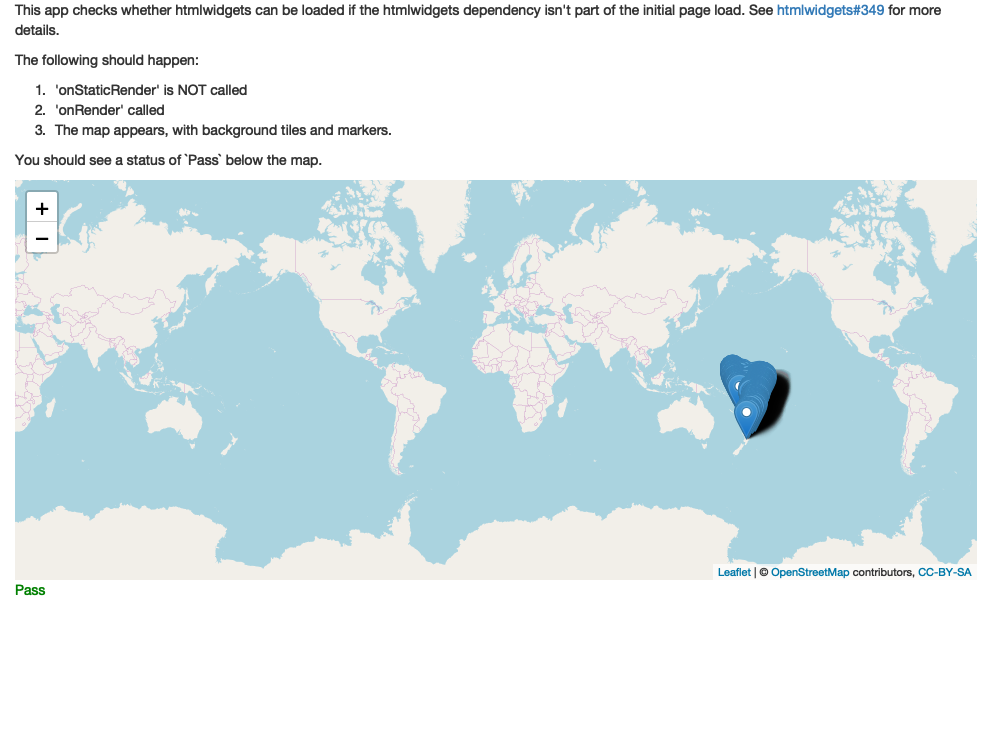 This app checks whether htmlwidgets can be loaded if the htmlwidgets dependency isn't part of the initial page load. See htmlwidgets#349 for more
details.
The following should happen:
1. 'onStaticRender' is NOT called
2. 'onRender' called
3. The map appears, with background tiles and markers.
You should see a status of `Pass` below the map.
+
−
Leaflet | © OpenStreetMap contributors, CC-BY-SA
Pass